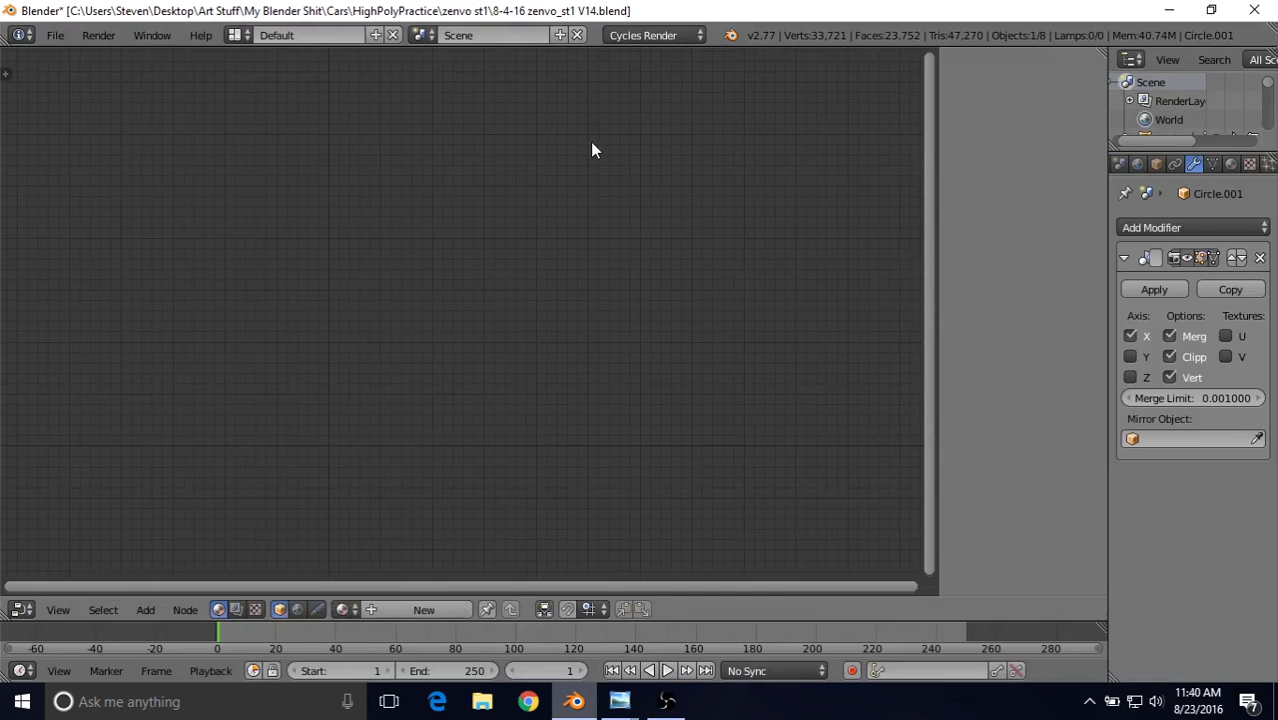 Blender* [C:\Users\Steven\Desktop\Art Stuff\My Blender Shit\Cars\HighPolyPractice\zenvo st1\8-4-16 zenvo_st1 V14.blend]
File Render Window Help Default Scene Cycles Render v2.77 | Verts:33,721 | Faces:23,752 | Tris:47,270 | Objects:1/8 | Lamps:0/0 | Mem:40.74M | Circle.001
View Search All Sc
Scene
RenderLay
World
Circle.001
Add Modifier
Apply Copy
Axis: Options: Textures:
X Merg U
Y Clipp V
Z Vert
Merge Limit: 0.001000
Mirror Object:
View Select Add Node New
-60 -40 -20 0 20 40 60 80 100 120 140 160 180 200 220 240 260 280
View Marker Frame Playback Start: 1 End: 250 1 No Sync
Ask me anything
11:40 AM
8/23/2016
7